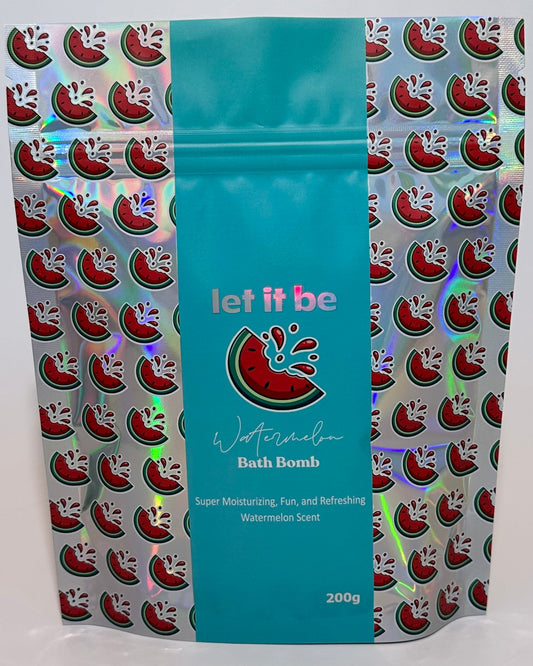 let it be
Watermelon
Bath Bomb
Super Moisturizing, Fun, and Refreshing
Watermelon Scent
200g